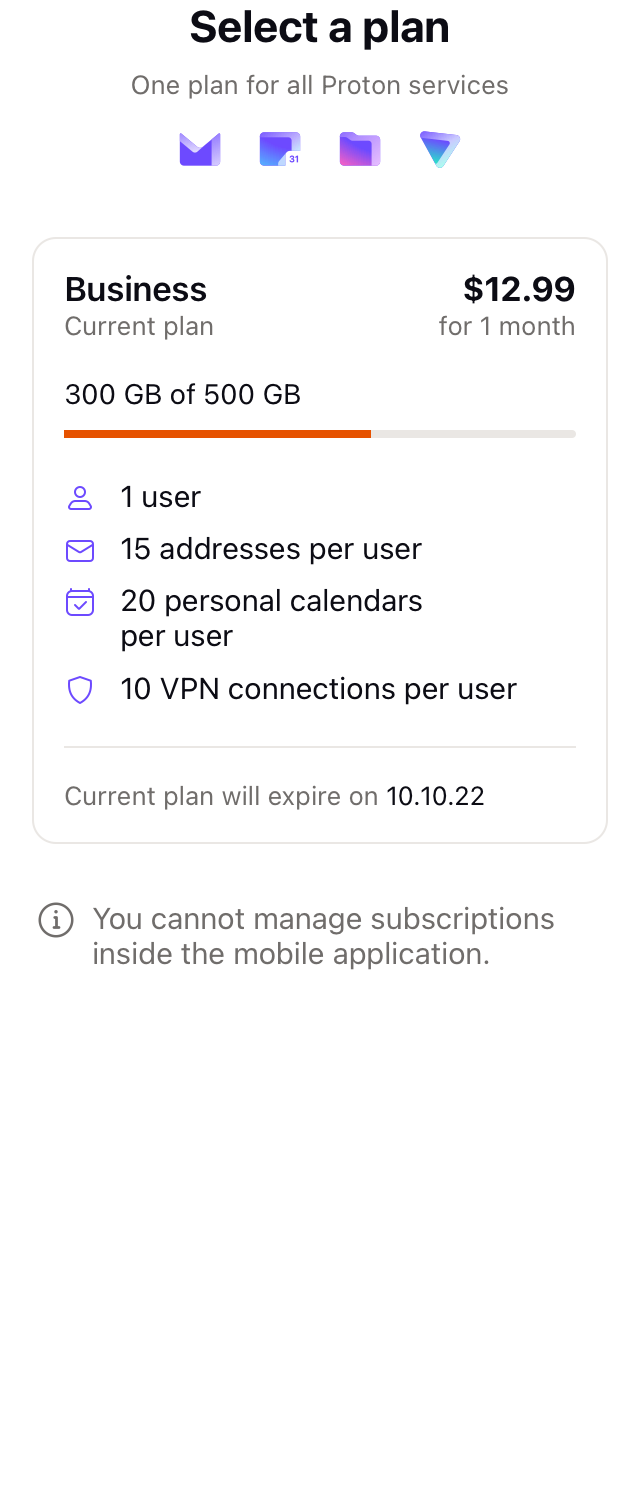 Select a plan
One plan for all Proton services
31
Business
$12.99
Current plan
for 1 month
300 GB of 500 GB
1 user
15 addresses per user
20 personal calendars
per user
10 VPN connections per user
Current plan will expire on 10.10.22
You cannot manage subscriptions
inside the mobile application.